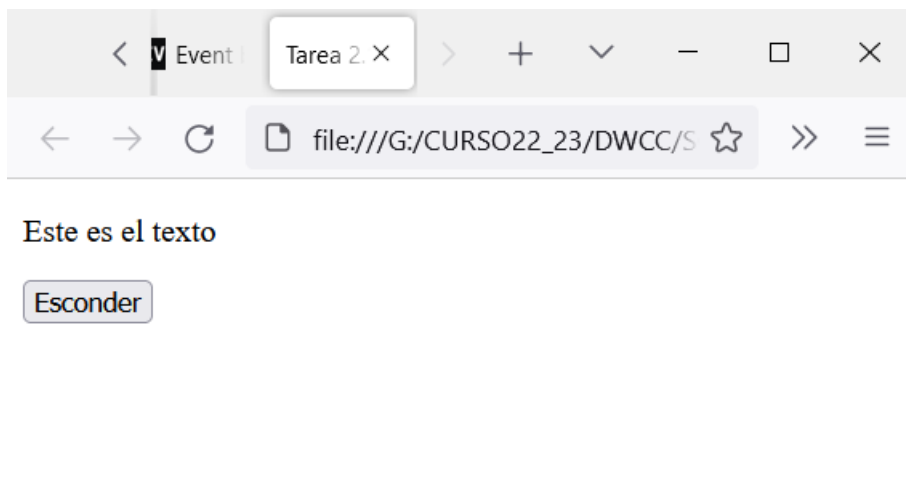 Event
Tarea 2.
file:///G:/CURSO22_23/DWCC/S
Este es el texto
Esconder